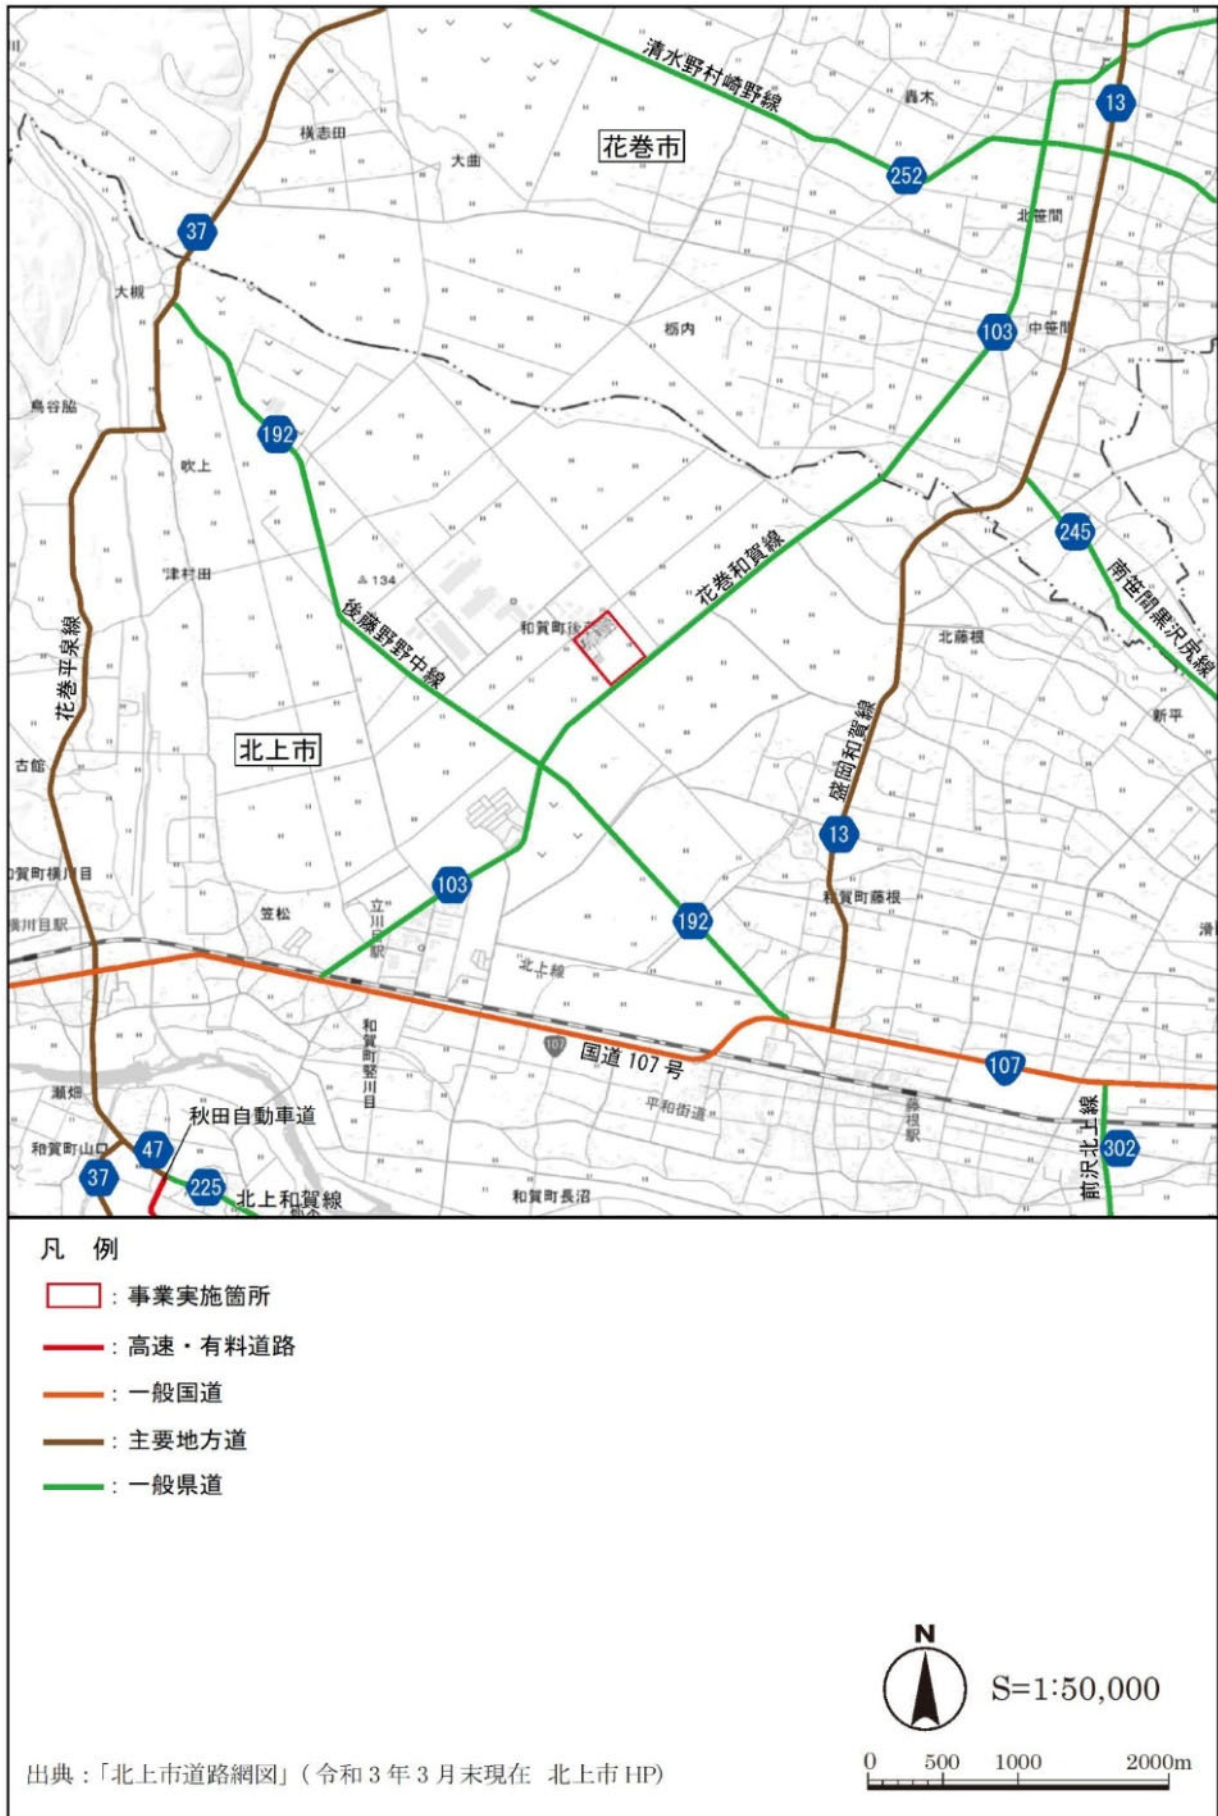 清水野村崎野線
轟木
13
横志田
花巻市
大曲
252
37
北笹間
大槻
栃内
103
中笹間
鳥谷脇
192
吹上
245
花巻和賀線
南笹間黒沢尻線
津村田
134
和賀町後
後藤野野中線
北藤根
花巻平泉線
盛岡和賀線
新平
北上市
古館
13
和賀町横川目
103
和賀町藤根
笠松
立川目駅
192
横川目駅
北上線
和賀町竪川目
107
国道107号
107
瀬畑
平和街道
藤根駅
前沢北上線
秋田自動車道
和賀町山口
47
302
37
225
北上和賀線
和賀町長沼
凡 例
：事業実施箇所
：高速・有料道路
：一般国道
：主要地方道
：一般県道
N
S=1:50,000
0 500 1000 2000m
出典：「北上市道路網図」(令和3年3月末現在 北上市HP)